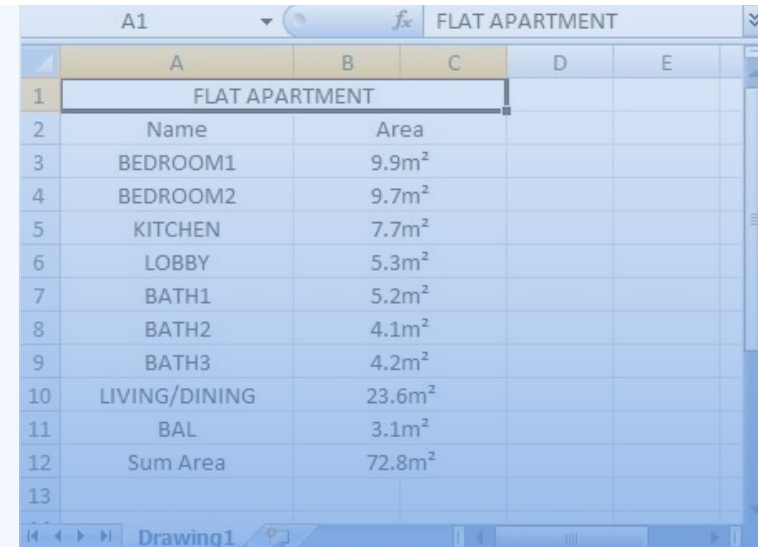 A1 fx FLAT APARTMENT
A B C D E
1 FLAT APARTMENT
2 Name Area
3 BEDROOM1 9.9m²
4 BEDROOM2 9.7m²
5 KITCHEN 7.7m²
6 LOBBY 5.3m²
7 BATH1 5.2m²
8 BATH2 4.1m²
9 BATH3 4.2m²
10 LIVING/DINING 23.6m²
11 BAL 3.1m²
12 Sum Area 72.8m²
13
Drawing1